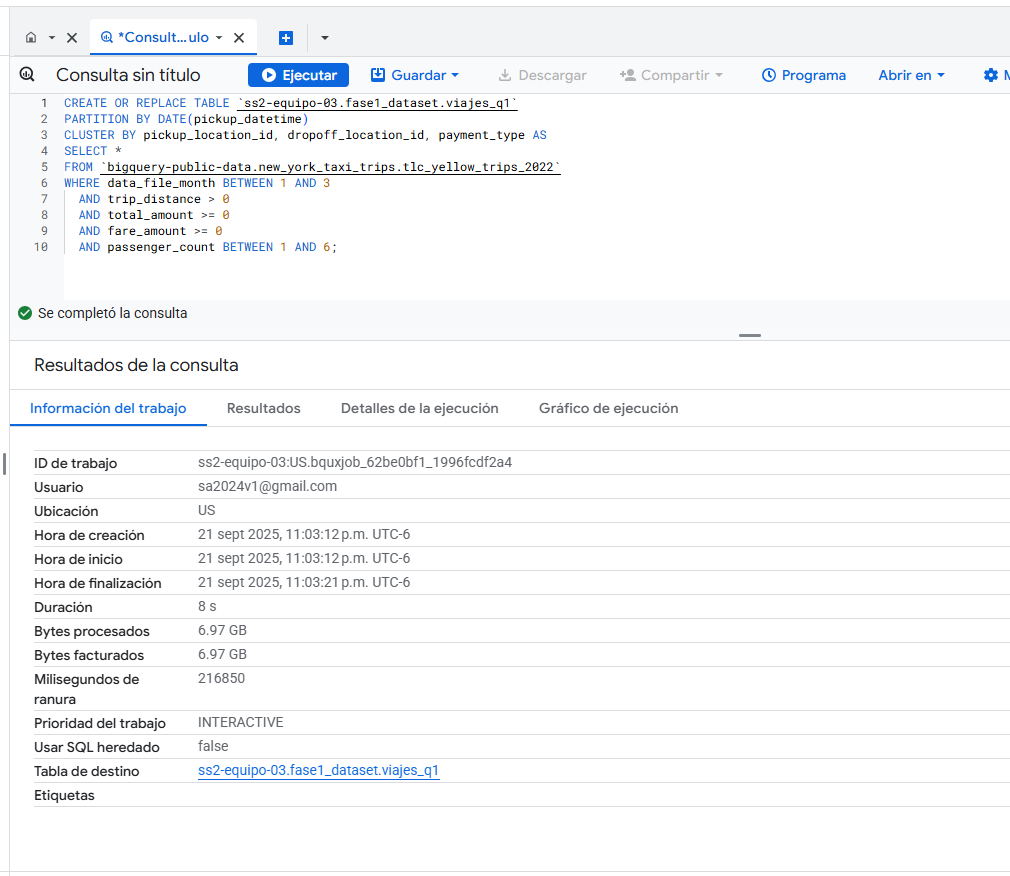 *Consult...ulo
Consulta sin título
Ejecutar
Guardar
Descargar
Compartir
Programa
Abrir en
M
1 CREATE OR REPLACE TABLE `ss2-equipo-03.fase1_dataset.viajes_q1`
2 PARTITION BY DATE(pickup_datetime)
3 CLUSTER BY pickup_location_id, dropoff_location_id, payment_type AS
4 SELECT *
5 FROM `bigquery-public-data.new_york_taxi_trips.tlc_yellow_trips_2022`
6 WHERE data_file_month BETWEEN 1 AND 3
7 AND trip_distance > 0
8 AND total_amount >= 0
9 AND fare_amount >= 0
10 AND passenger_count BETWEEN 1 AND 6;
Se completó la consulta
Resultados de la consulta
Información del trabajo Resultados Detalles de la ejecución Gráfico de ejecución
ID de trabajo ss2-equipo-03:US.bquxjob_62be0bf1_1996fcdf2a4
Usuario sa2024v1@gmail.com
Ubicación US
Hora de creación 21 sept 2025, 11:03:12 p.m. UTC-6
Hora de inicio 21 sept 2025, 11:03:12 p.m. UTC-6
Hora de finalización 21 sept 2025, 11:03:21 p.m. UTC-6
Duración 8 s
Bytes procesados 6.97 GB
Bytes facturados 6.97 GB
Milisegundos de ranura 216850
Prioridad del trabajo INTERACTIVE
Usar SQL heredado false
Tabla de destino ss2-equipo-03.fase1_dataset.viajes_q1
Etiquetas